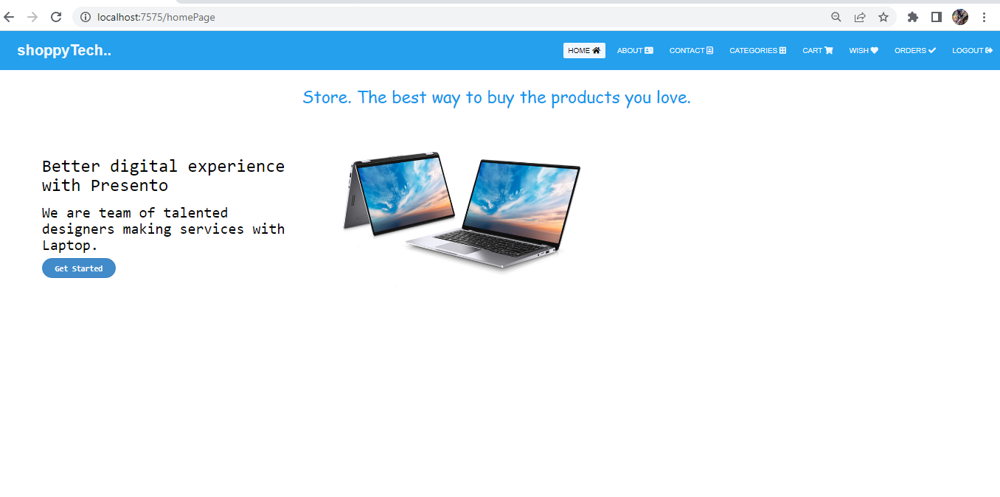 localhost:7575/homePage
shoppyTech..
HOME ABOUT CONTACT CATEGORIES CART WISH ORDERS LOGOUT
Store. The best way to buy the products you love.
Better digital experience
with Presento
We are team of talented
designers making services with
Laptop.
Get Started